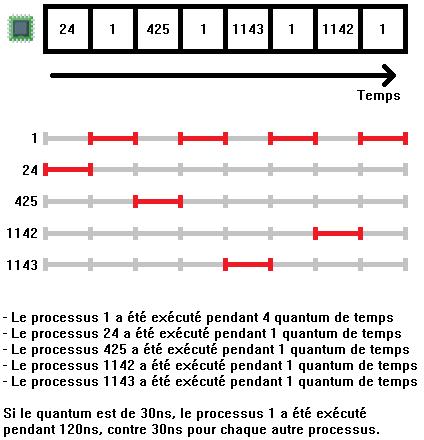 24 1 425 1 1143 1 1142 1
Temps
1
24
425
1142
1143
- Le processus 1 a été exécuté pendant 4 quantum de temps
- Le processus 24 a été exécuté pendant 1 quantum de temps
- Le processus 425 a été exécuté pendant 1 quantum de temps
- Le processus 1142 a été exécuté pendant 1 quantum de temps
- Le processus 1143 a été exécuté pendant 1 quantum de temps
Si le quantum est de 30ns, le processus 1 a été exécuté
pendant 120ns, contre 30ns pour chaque autre processus.